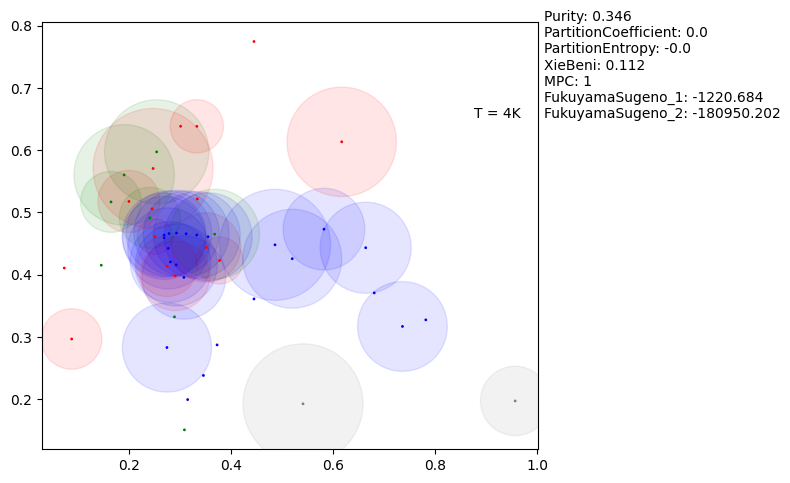 Purity: 0.346
PartitionCoefficient: 0.0
PartitionEntropy: -0.0
XieBeni: 0.112
MPC: 1
FukuyamaSugeno_1: -1220.684
FukuyamaSugeno_2: -180950.202
T = 4K
0.8
0.7
0.6
0.5
0.4
0.3
0.2
0.2 0.4 0.6 0.8 1.0